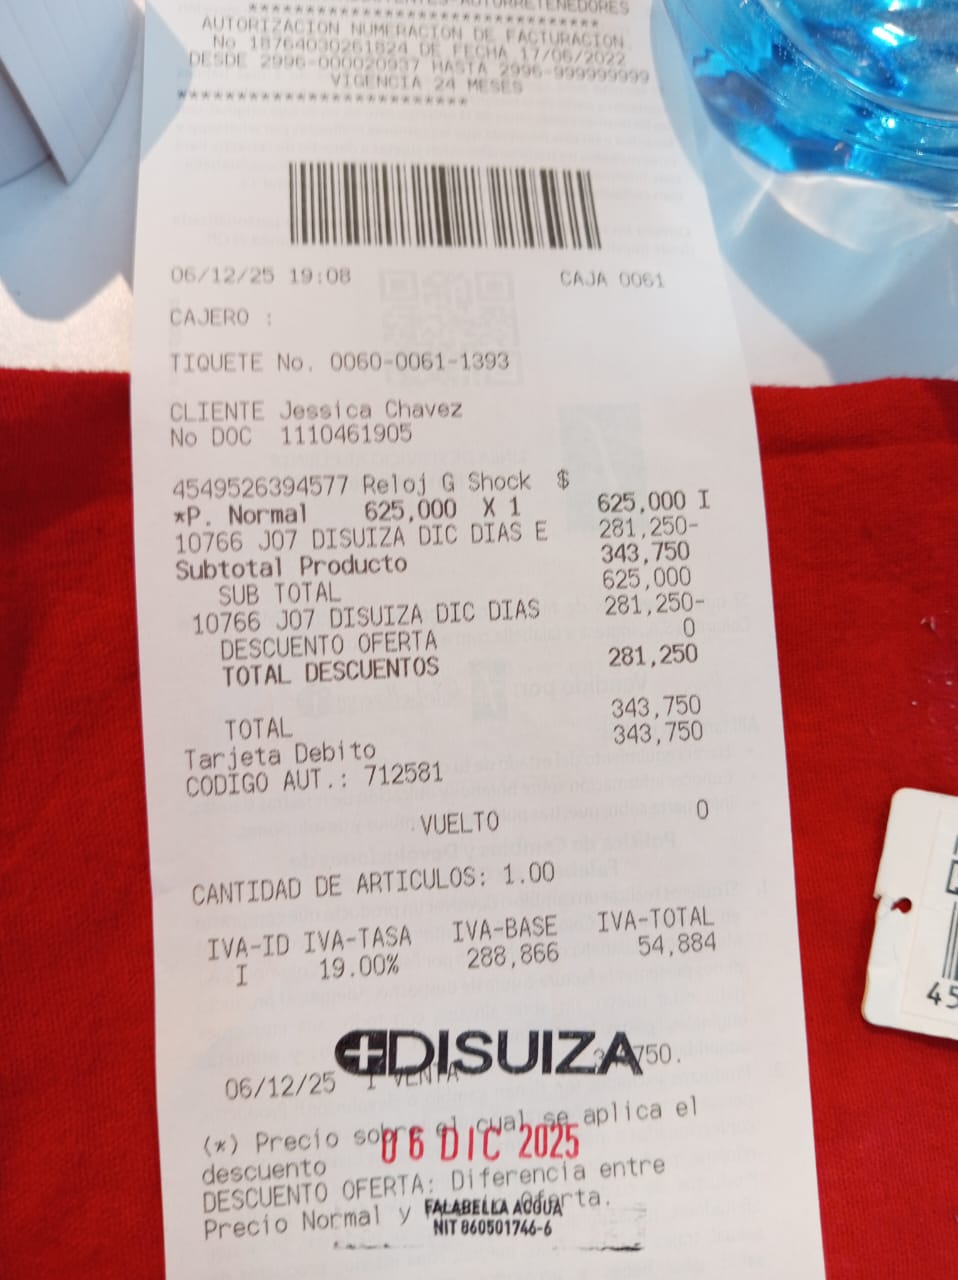 AUTORRETENEDORES
************************************
AUTORIZACION NUMERACION DE FACTURACION
No 18764030261824 DE FECHA 17/06/2022
DESDE 2996-000020937 HASTA 2996-999999999
VIGENCIA 24 MESES
**************************
06/12/25 19:08 CAJA 0061
CAJERO :
TIQUETE No. 0060-0061-1393
CLIENTE Jessica Chavez
No DOC 1110461905
4549526394577 Reloj G Shock $
*P. Normal 625,000 X 1 625,000 I
10766 J07 DISUIZA DIC DIAS E 281,250-
Subtotal Producto 343,750
SUB TOTAL 625,000
10766 J07 DISUIZA DIC DIAS 281,250-
DESCUENTO OFERTA 0
TOTAL DESCUENTOS 281,250
TOTAL 343,750
Tarjeta Debito 343,750
CODIGO AUT.: 712581
VUELTO 0
CANTIDAD DE ARTICULOS: 1.00
IVA-ID IVA-TASA IVA-BASE IVA-TOTAL
I 19.00% 288,866 54,884
DISUIZA
06/12/25 1 VENTA 750.
(*) Precio sobre el cual se aplica el
06 DIC 2025
descuento
DESCUENTO OFERTA: Diferencia entre
Precio Normal y Oferta.
FALABELLA ACQUA
NIT 860501746-6
45